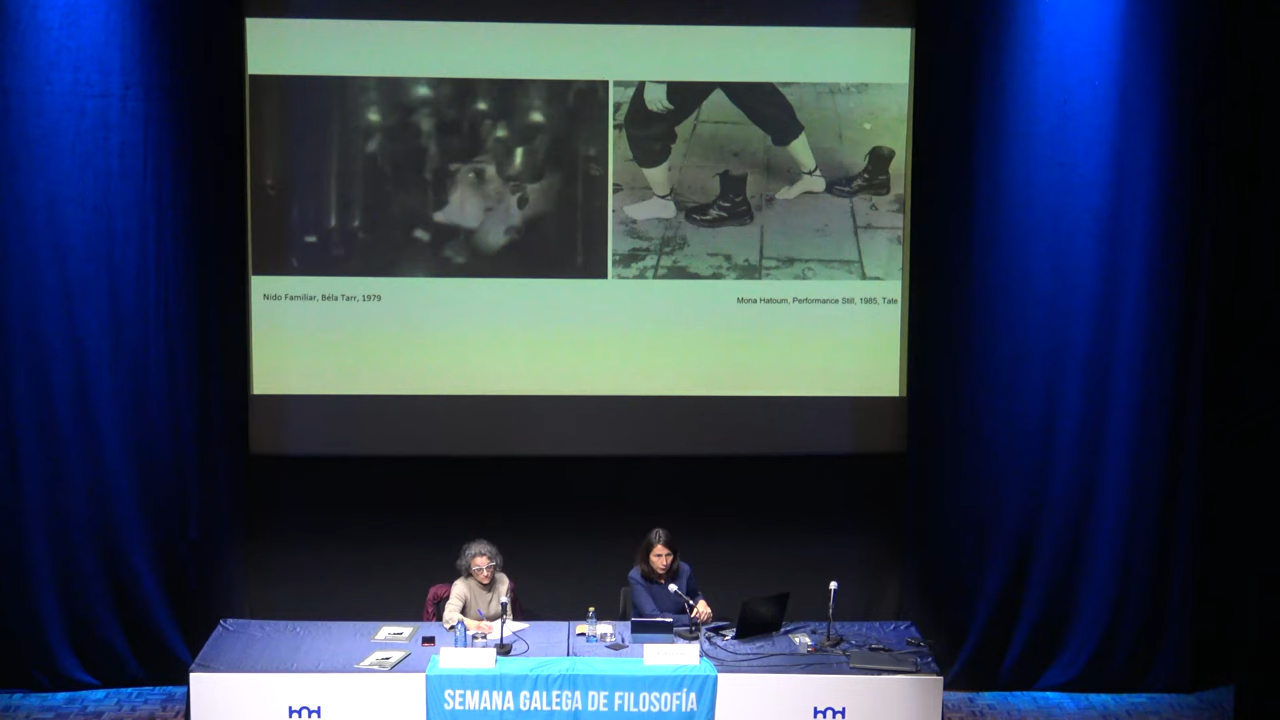 Nido Familiar, Béla Tarr, 1979
Mona Hatoum, Performance Still, 1985, Tate
SEMANA GALEGA DE FILOSOFÍA